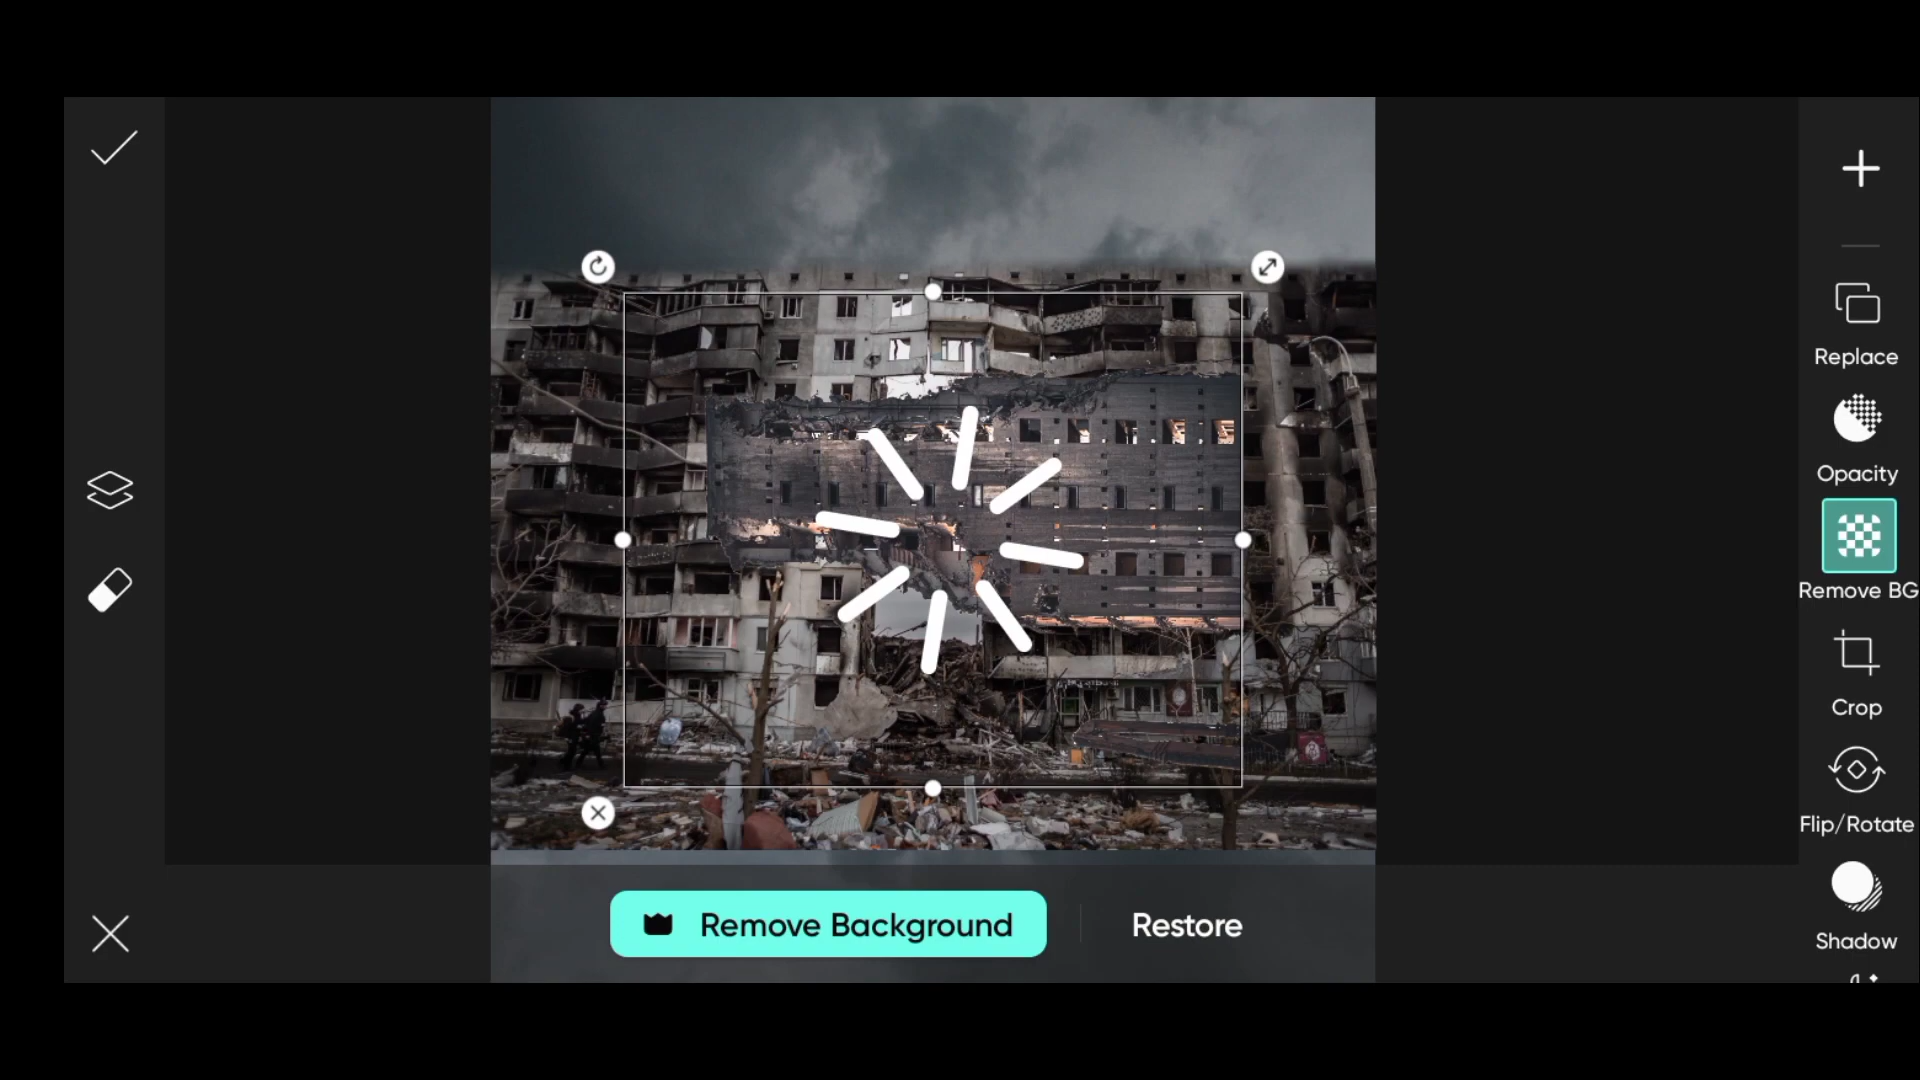 Replace
Opacity
Remove BG
Crop
Flip/Rotate
Shadow
Remove Background
Restore